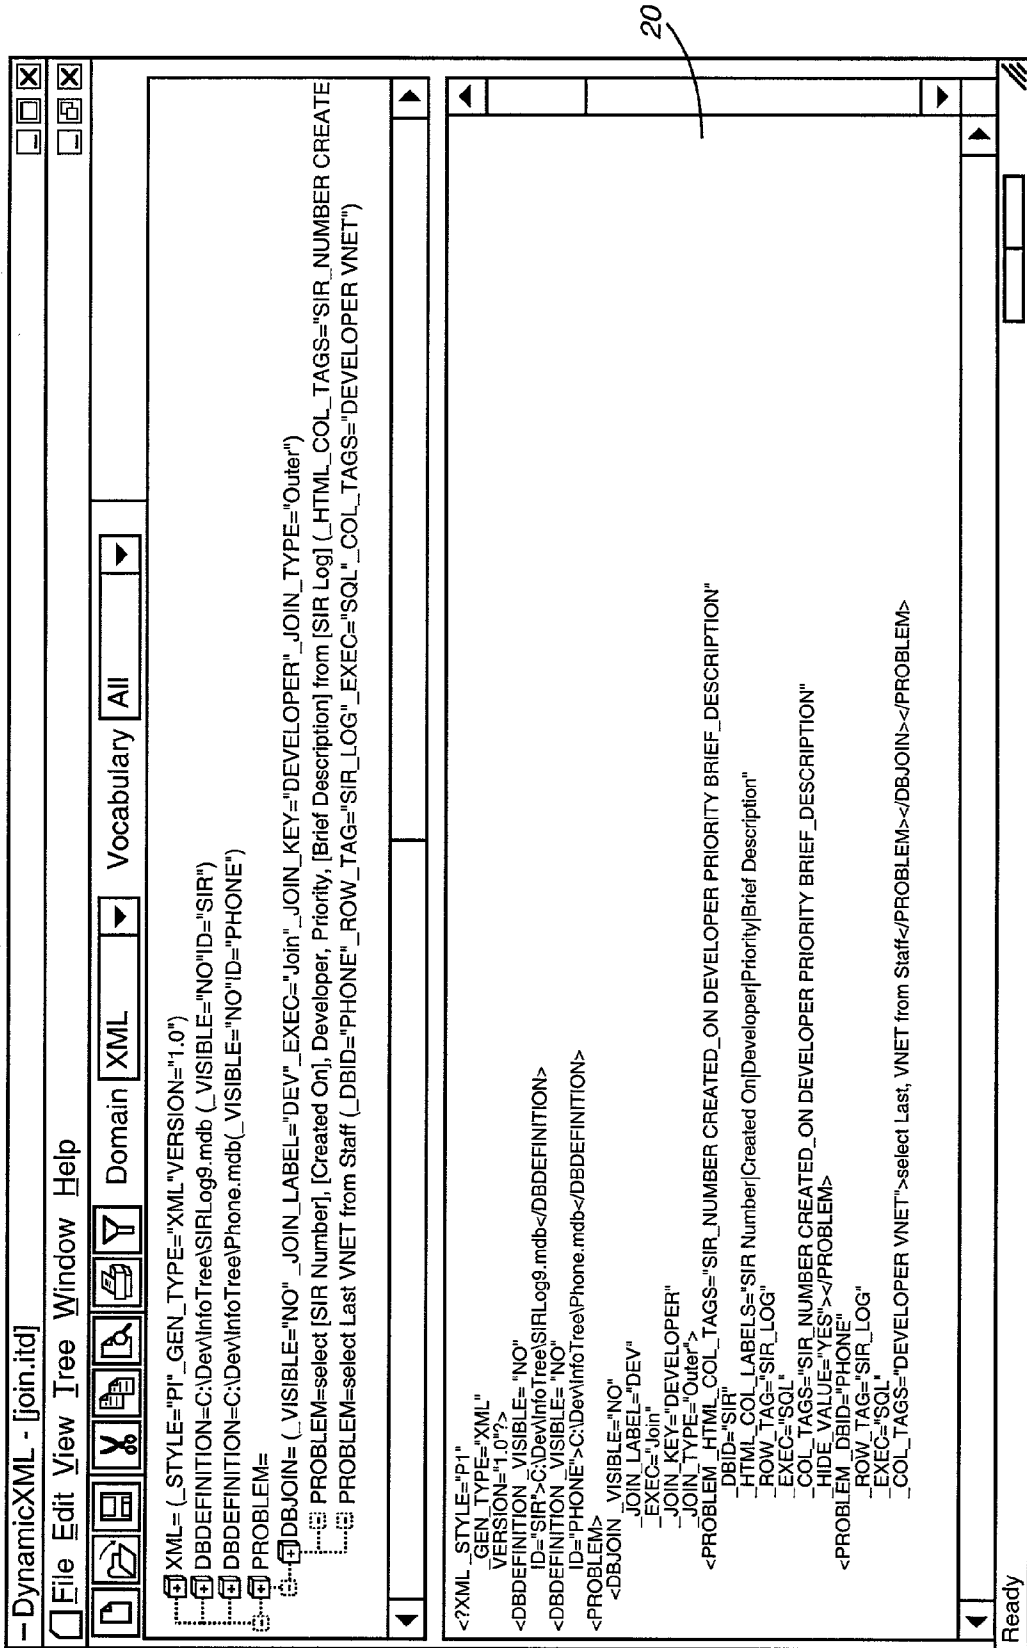 DynamicXML - [join.itd]
File Edit View Tree Window Help
Domain XML Vocabulary All
XML= (_STYLE="PI"_GEN_TYPE="XML"VERSION="1.0")
DBDEFINITION=C:\Dev\InfoTree\SIRLog9.mdb (_VISIBLE="NO"ID="SIR")
DBDEFINITION=C:\Dev\InfoTree\Phone.mdb(_VISIBLE="NO"ID="PHONE")
PROBLEM=
DBJOIN= (_VISIBLE="NO" _JOIN_LABEL="DEV"_EXEC="Join"_JOIN_KEY="DEVELOPER"_JOIN_TYPE="Outer")
PROBLEM=select [SIR Number], [Created On], Developer, Priority, [Brief Description] from [SIR Log] (_HTML_COL_TAGS="SIR_NUMBER CREATE
PROBLEM=select Last VNET from Staff (_DBID="PHONE"_ROW_TAG="SIR_LOG"_EXEC="SQL"_COL_TAGS="DEVELOPER VNET")
<?XML _STYLE="P1"
_GEN_TYPE="XML"
VERSION="1.0"?>
<DBDEFINITION _VISIBLE="NO"
ID="SIR">C:\Dev\InfoTree\SIRLog9.mdb</DBDEFINITION>
<DBDEFINITION _VISIBLE="NO"
ID="PHONE">C:\Dev\InfoTree\Phone.mdb</DBDEFINITION>
<PROBLEM>
<DBJOIN _VISIBLE="NO"
_JOIN_LABEL="DEV"
_EXEC="Join"
_JOIN_KEY="DEVELOPER"
_JOIN_TYPE="Outer">
<PROBLEM_HTML_COL_TAGS="SIR_NUMBER CREATED_ON DEVELOPER PRIORITY BRIEF_DESCRIPTION"
_DBID="SIR"
_HTML_COL_LABELS="SIR Number|Created On|Developer|Priority|Brief Description"
_ROW_TAG="SIR_LOG"
_EXEC="SQL"
_COL_TAGS="SIR_NUMBER CREATED_ON DEVELOPER PRIORITY BRIEF_DESCRIPTION"
_HIDE_VALUE="YES"></PROBLEM>
<PROBLEM_DBID="PHONE"
_ROW_TAG="SIR_LOG"
_EXEC="SQL"
_COL_TAGS="DEVELOPER VNET">select Last, VNET from Staff</PROBLEM></DBJOIN></PROBLEM>
20
Ready